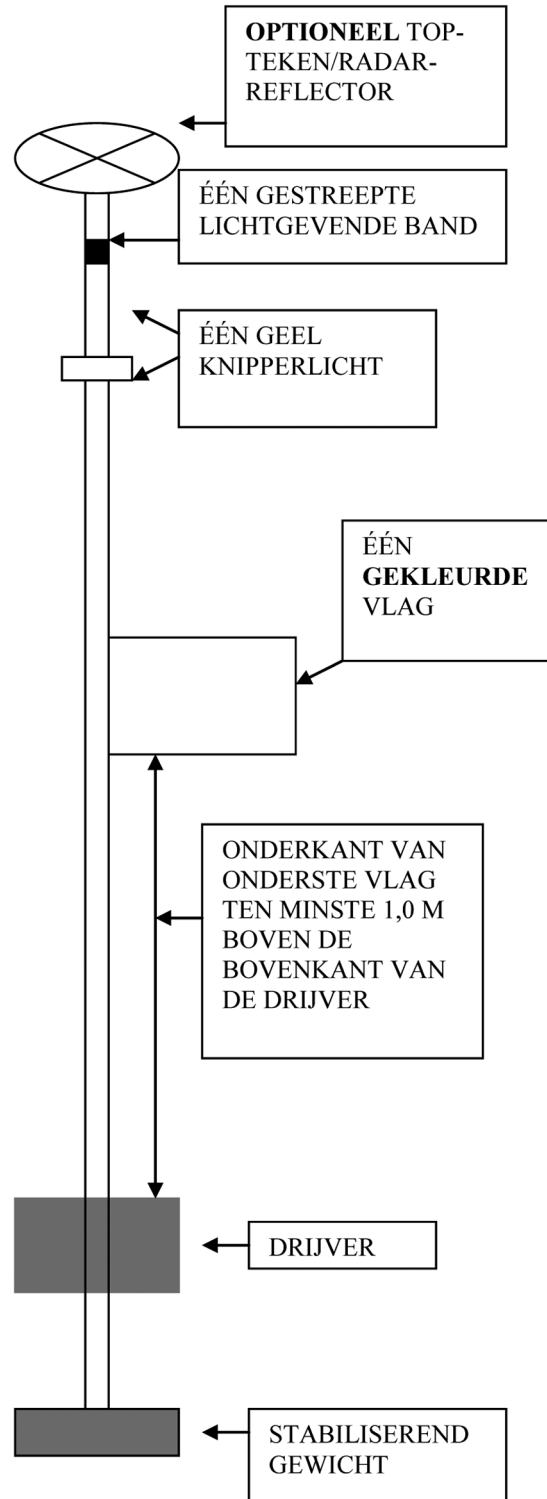 OPTIONEEL TOP-
TEKEN/RADAR-
REFLECTOR
ÉÉN GESTREEPTE
LICHTGEVENDE BAND
ÉÉN GEEL
KNIPPERLICHT
ÉÉN
GEKLEURDE
VLAG
ONDERKANT VAN
ONDERSTE VLAG
TEN MINSTE 1,0 M
BOVEN DE
BOVENKANT VAN
DE DRIJVER
DRIJVER
STABILISEREND
GEWICHT